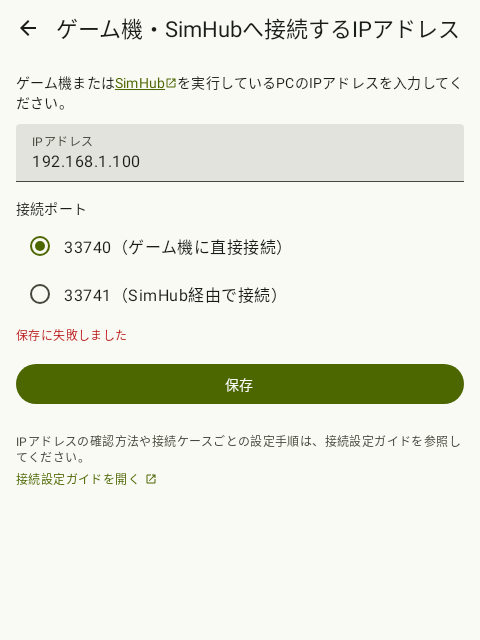 ゲーム機・SimHubへ接続するIPアドレス
ゲーム機またはSimHubを実行しているPCのIPアドレスを入力してく
ださい。
IPアドレス
192.168.1.100
接続ポート
33740（ゲーム機に直接接続）
33741（SimHub経由で接続）
保存に失敗しました
保存
IPアドレスの確認方法や接続ケースごとの設定手順は、接続設定ガイドを参照し
てください。
接続設定ガイドを開く